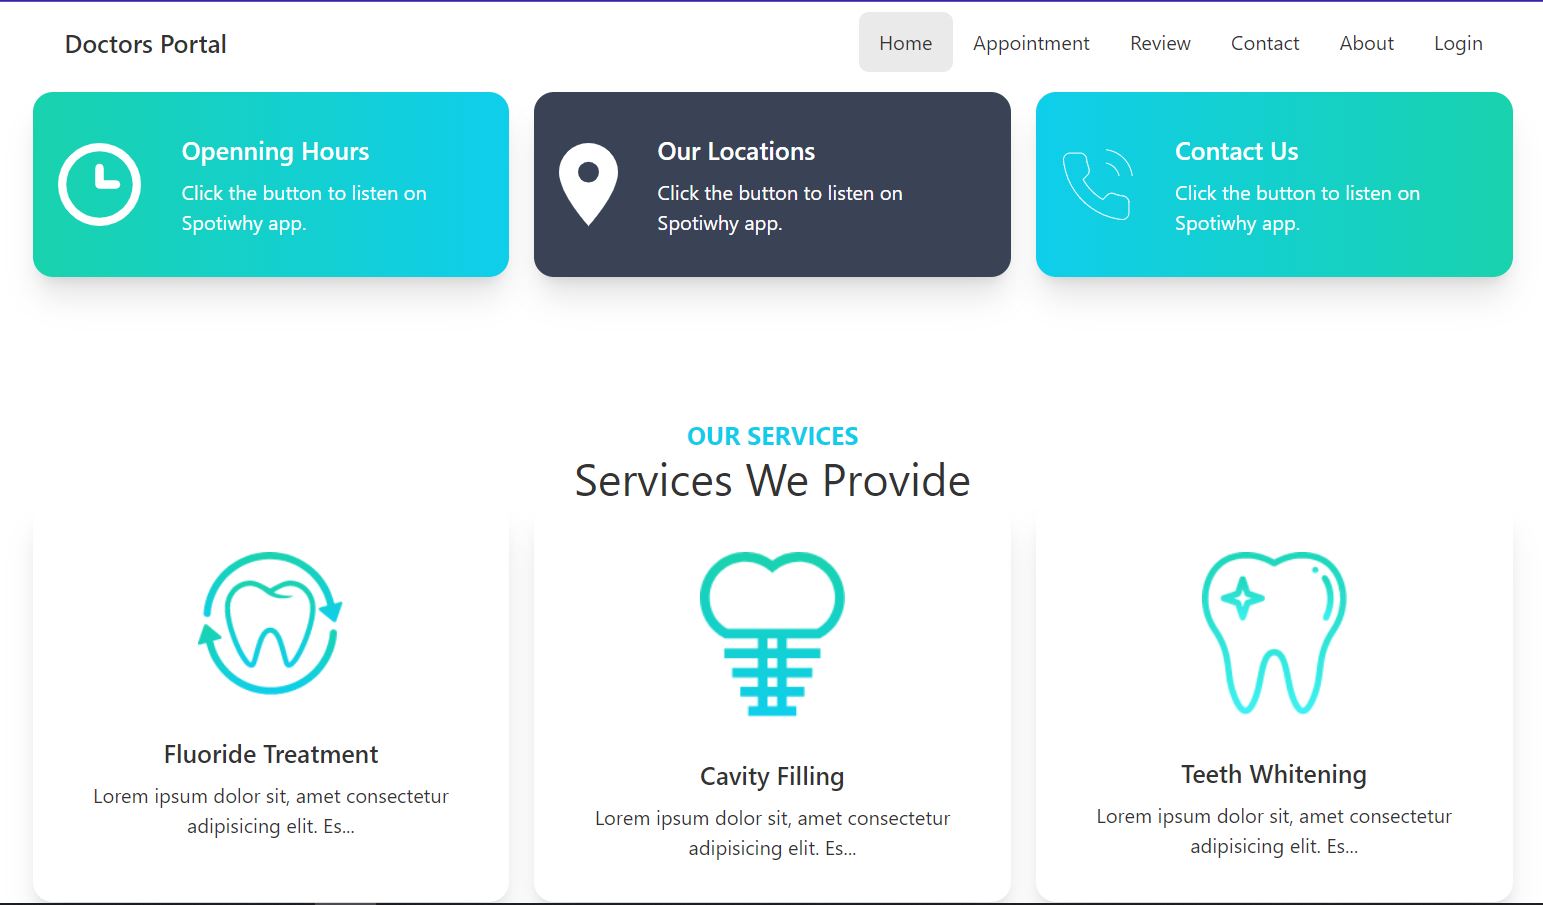 Doctors Portal
Home Appointment Review Contact About Login
Openning Hours
Click the button to listen on
Spotiwhy app.
Our Locations
Click the button to listen on
Spotiwhy app.
Contact Us
Click the button to listen on
Spotiwhy app.
OUR SERVICES
Services We Provide
Fluoride Treatment
Lorem ipsum dolor sit, amet consectetur
adipisicing elit. Es...
Cavity Filling
Lorem ipsum dolor sit, amet consectetur
adipisicing elit. Es...
Teeth Whitening
Lorem ipsum dolor sit, amet consectetur
adipisicing elit. Es...